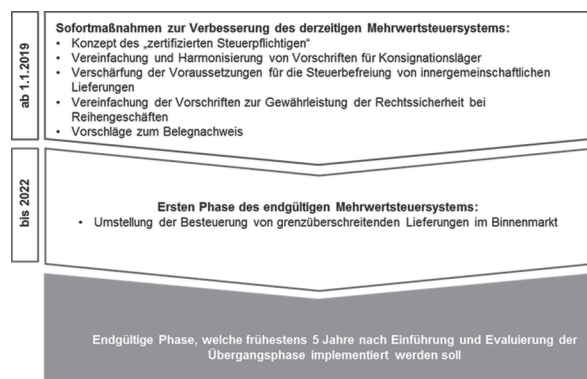 ab 1.1.2019
Sofortmaßnahmen zur Verbesserung des derzeitigen Mehrwertsteuersystems:
• Konzept des „zertifizierten Steuerpflichtigen“
• Vereinfachung und Harmonisierung von Vorschriften für Konsignationsläger
• Verschärfung der Voraussetzungen für die Steuerbefreiung von innergemeinschaftlichen
Lieferungen
• Vereinfachung der Vorschriften zur Gewährleistung der Rechtssicherheit bei
Reihengeschäften
• Vorschläge zum Belegnachweis
bis 2022
Ersten Phase des endgültigen Mehrwertsteuersystems:
• Umstellung der Besteuerung von grenzüberschreitenden Lieferungen im Binnenmarkt
Endgültige Phase, welche frühestens 5 Jahre nach Einführung und Evaluierung der
Übergangsphase implementiert werden soll